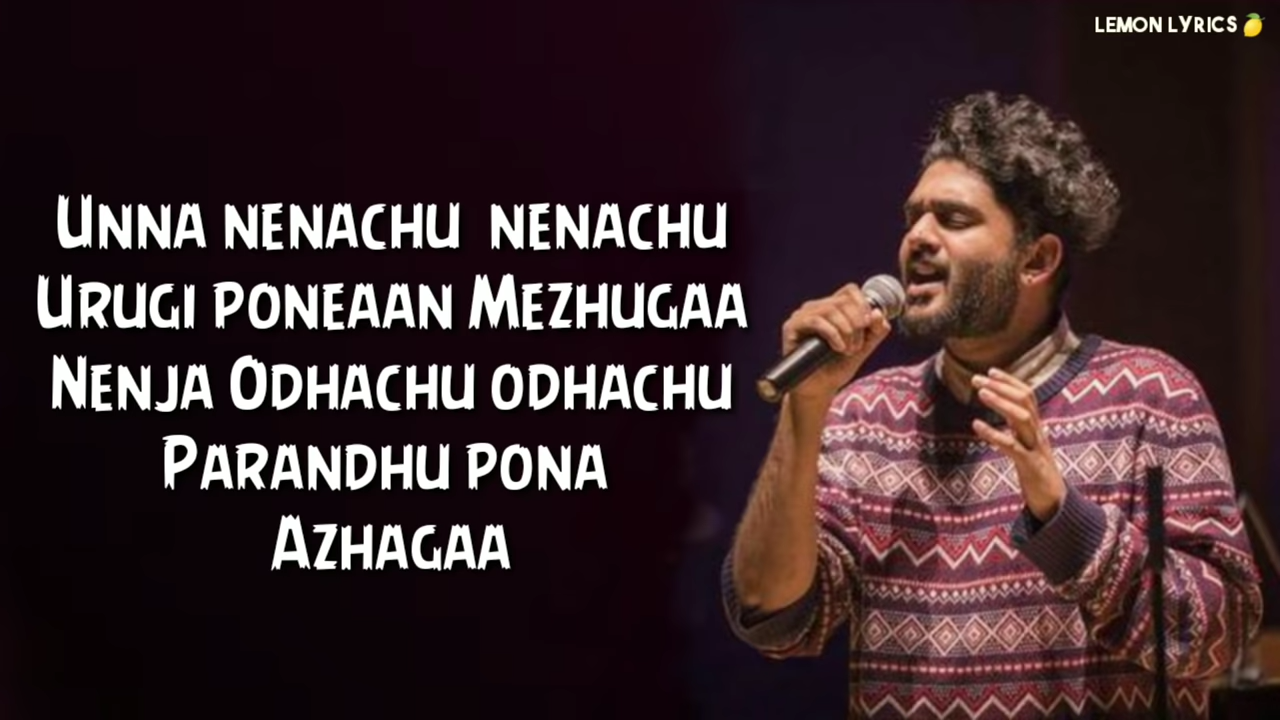 LEMON LYRICS🍋
UNNA NENACHU NENACHU
URUGI PONEAAN MEZHUGAA
NENJA ODHACHU ODHACHU
PARANDHU PONA
AZHAGAA